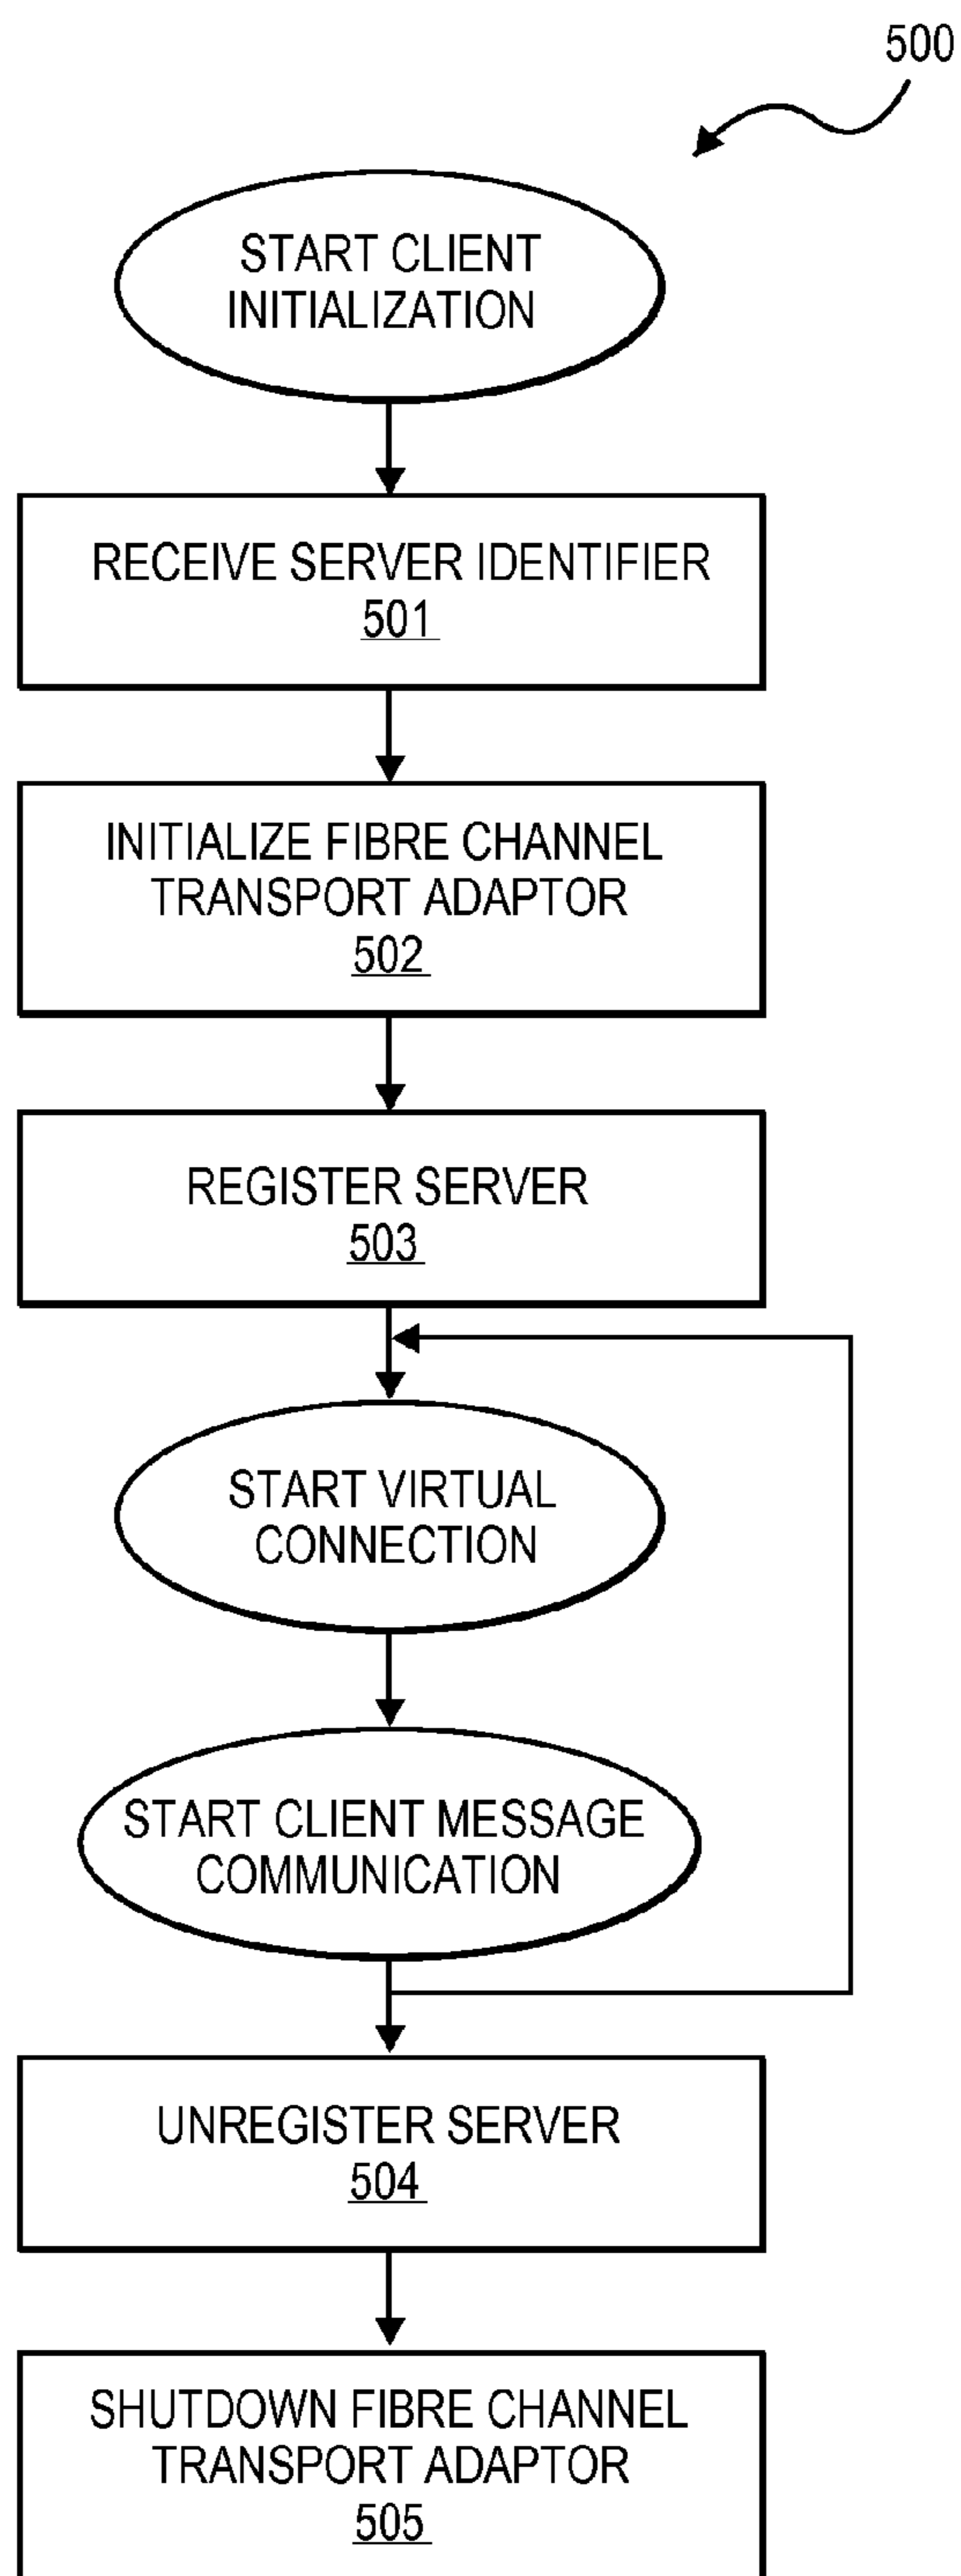 500
START CLIENT
INITIALIZATION
RECEIVE SERVER IDENTIFIER
501
INITIALIZE FIBRE CHANNEL
TRANSPORT ADAPTOR
502
REGISTER SERVER
503
START VIRTUAL
CONNECTION
START CLIENT MESSAGE
COMMUNICATION
UNREGISTER SERVER
504
SHUTDOWN FIBRE CHANNEL
TRANSPORT ADAPTOR
505